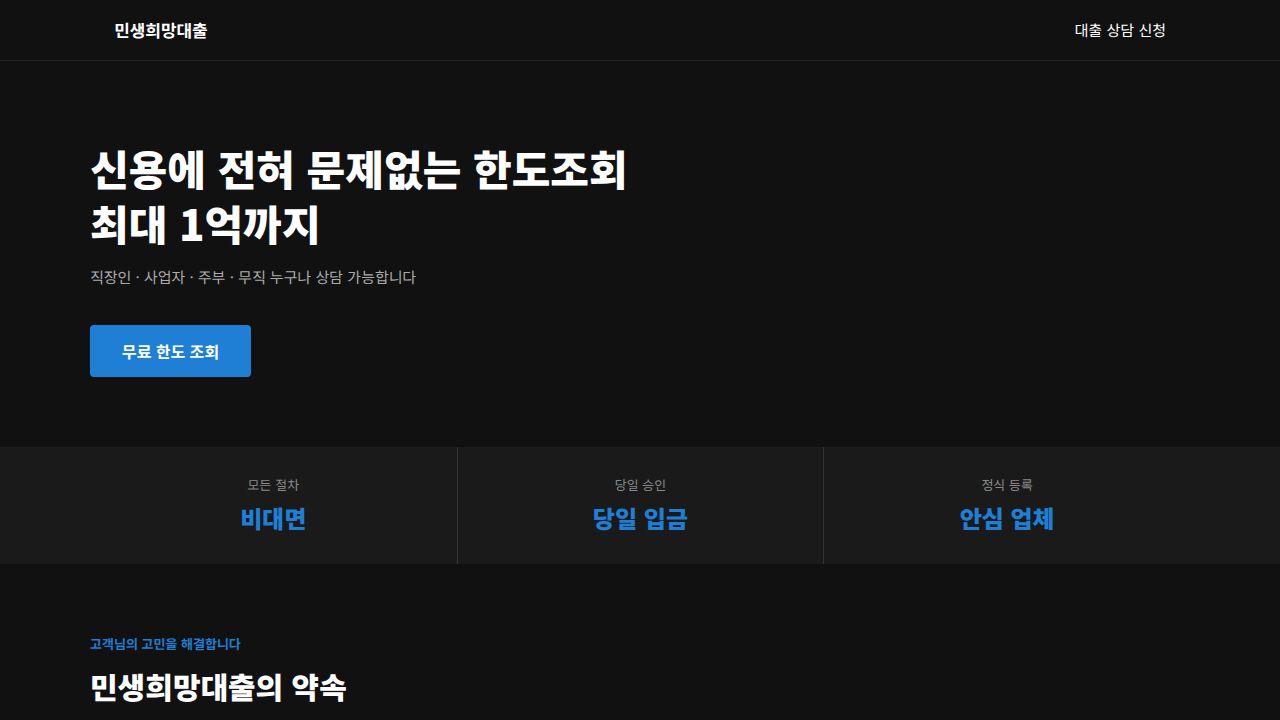 민생희망대출
대출 상담 신청
신용에 전혀 문제없는 한도조회
최대 1억까지
직장인 · 사업자 · 주부 · 무직 누구나 상담 가능합니다
무료 한도 조회
모든 절차
비대면
당일 승인
당일 입금
정식 등록
안심 업체
고객님의 고민을 해결합니다
민생희망대출의 약속